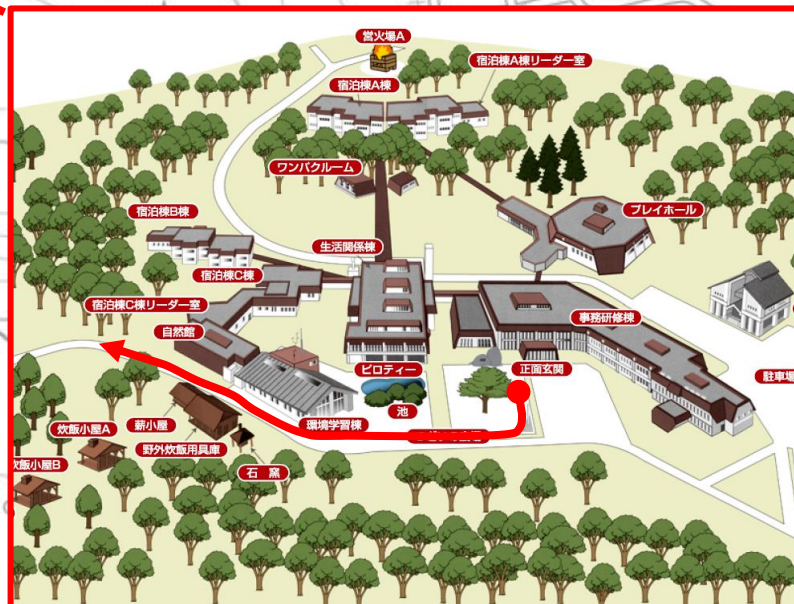 営火場A
宿泊棟A棟リーダー室
宿泊棟A棟
ワンパクルーム
プレイホール
宿泊棟B棟
生活関係棟
宿泊棟C棟
宿泊棟C棟リーダー室
自然館
事務研修棟
ピロティー
正面玄関
駐車場
池
薪小屋
環境学習棟
炊飯小屋A
野外炊飯用具庫
炊飯小屋B
石 窯